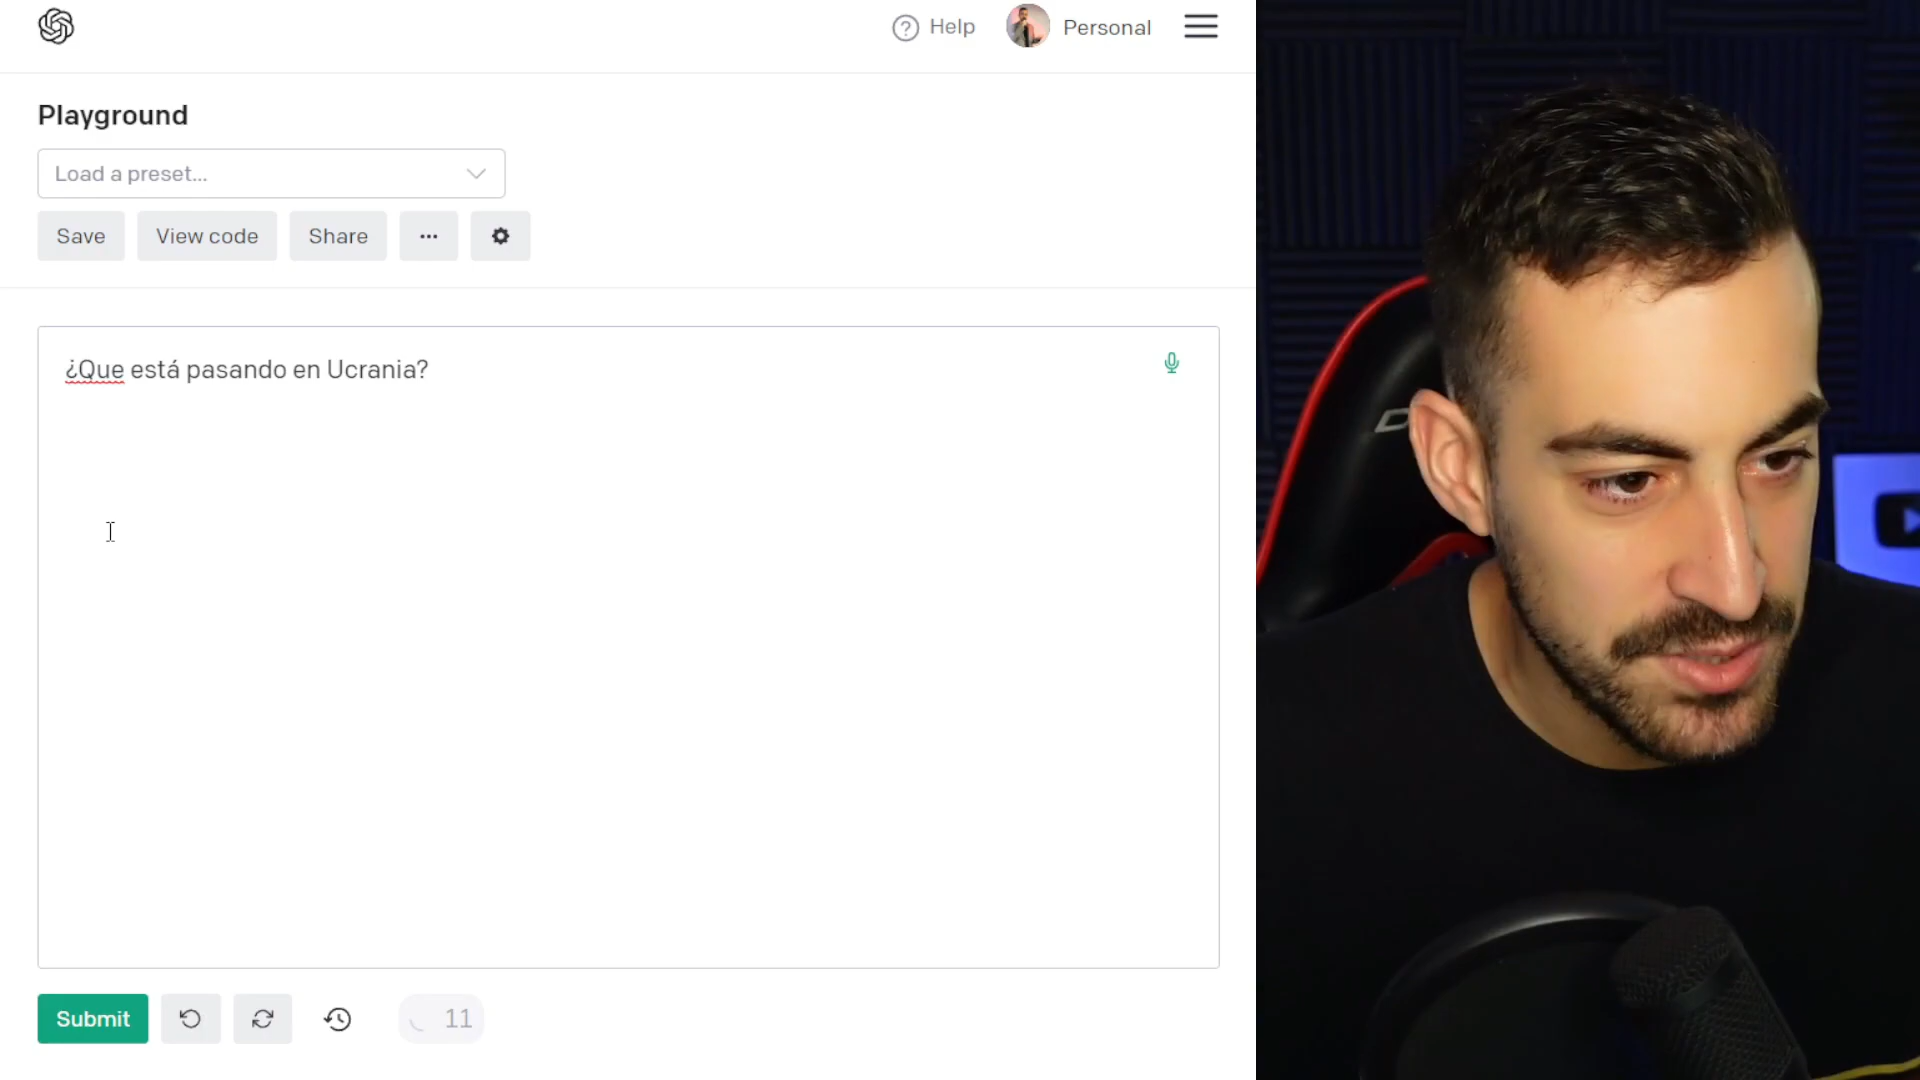 Help
Personal
Playground
Load a preset...
Save
View code
Share
¿Que está pasando en Ucrania?
Submit
11